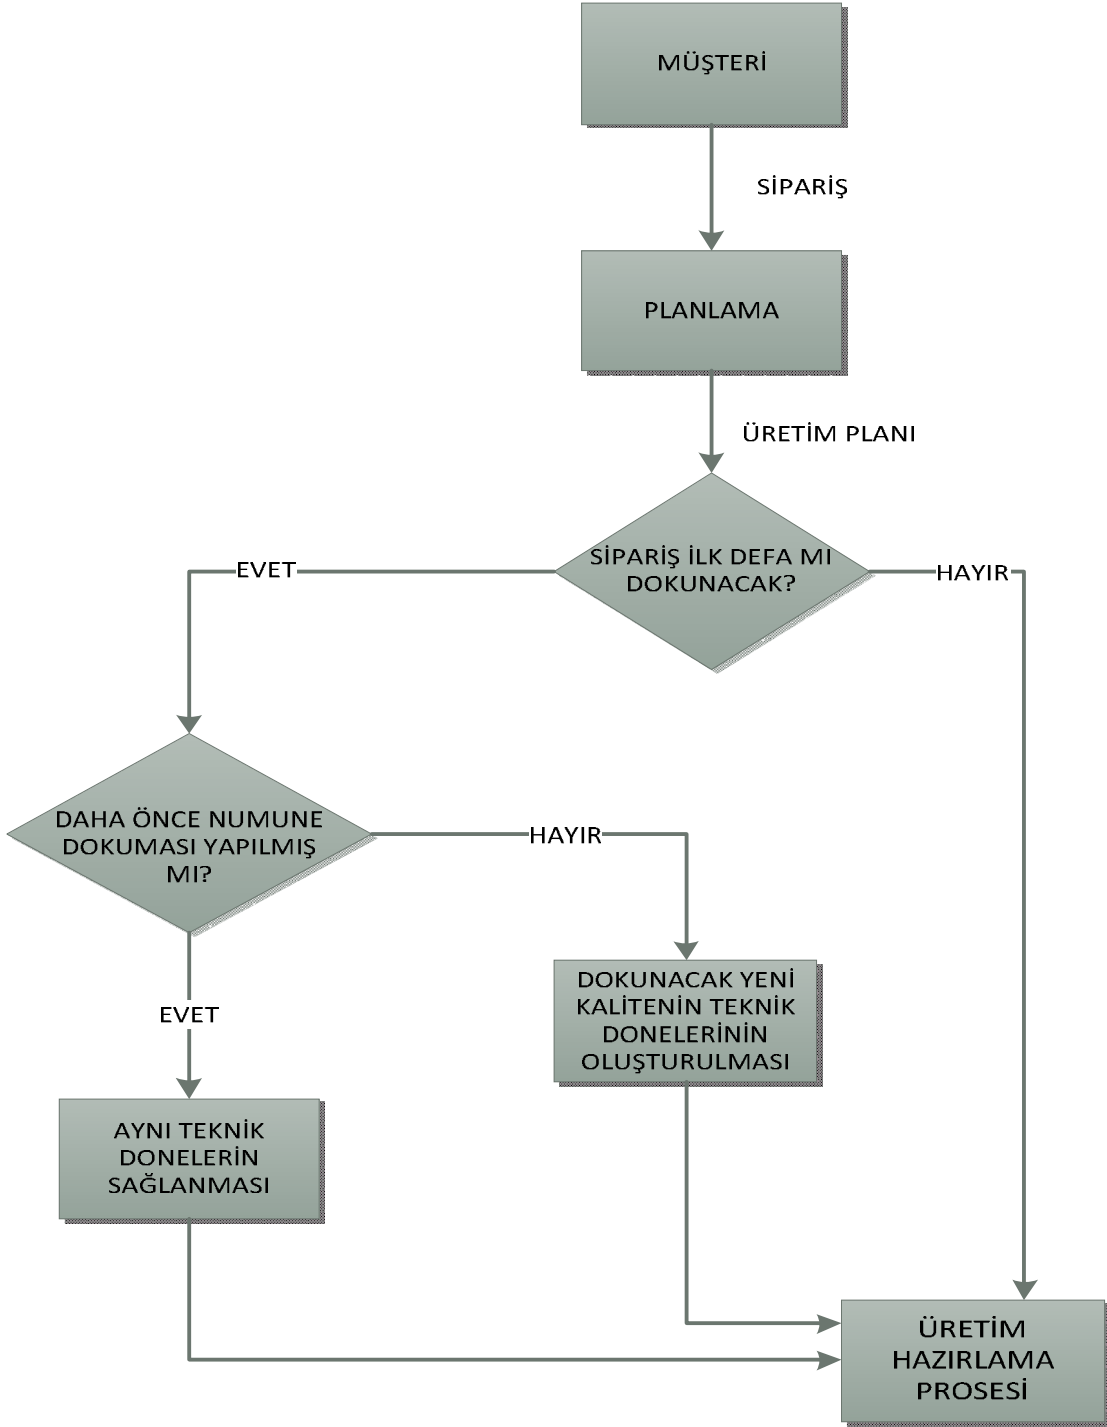 MÜŞTERİ
SİPARİŞ
PLANLAMA
ÜRETİM PLANI
SİPARİŞ İLK DEFA MI
DOKUNACAK?
EVET
HAYIR
DAHA ÖNCE NUMUNE
DOKUMASI YAPILMIŞ
MI?
HAYIR
EVET
DOKUNACAK YENİ
KALİTENİN TEKNİK
DONELERİNİN
OLUŞTURULMASI
AYNI TEKNİK
DONELERİN
SAĞLANMASI
ÜRETİM
HAZIRLAMA
PROSESİ